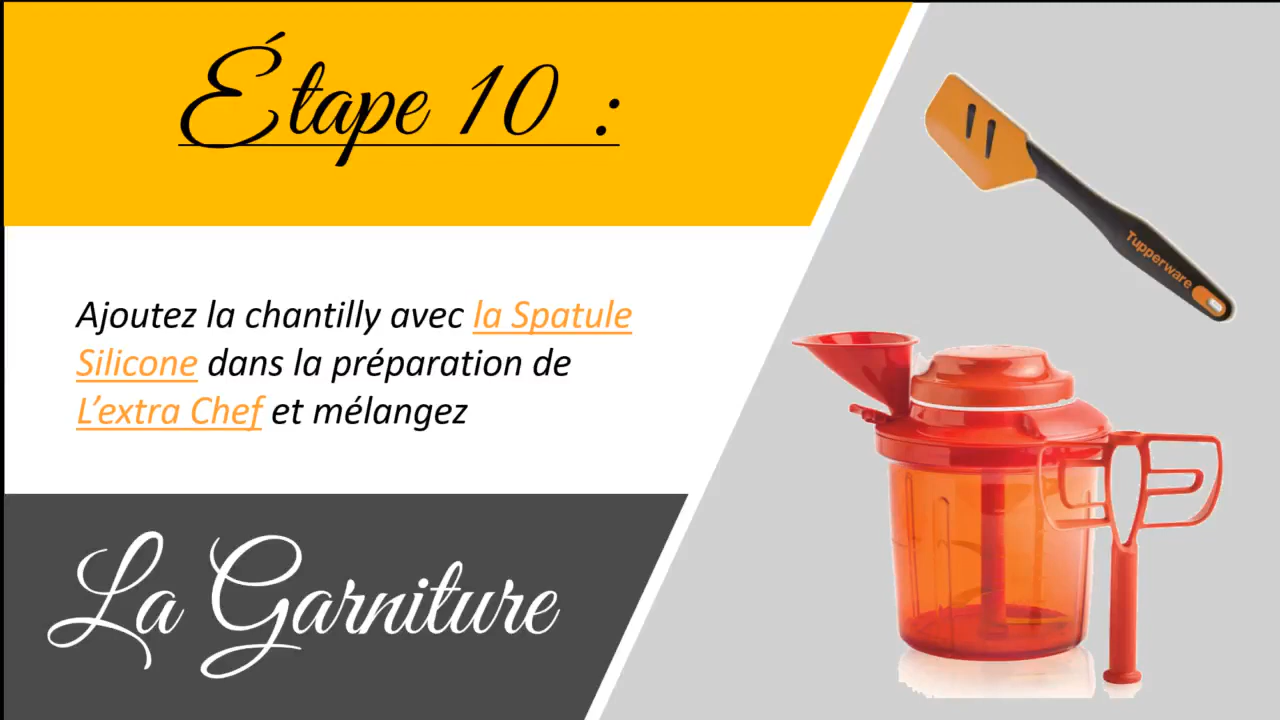 Étape 10 :
Ajoutez la chantilly avec la Spatule
Silicone dans la préparation de
L’extra Chef et mélangez
La Garniture
Tupperware